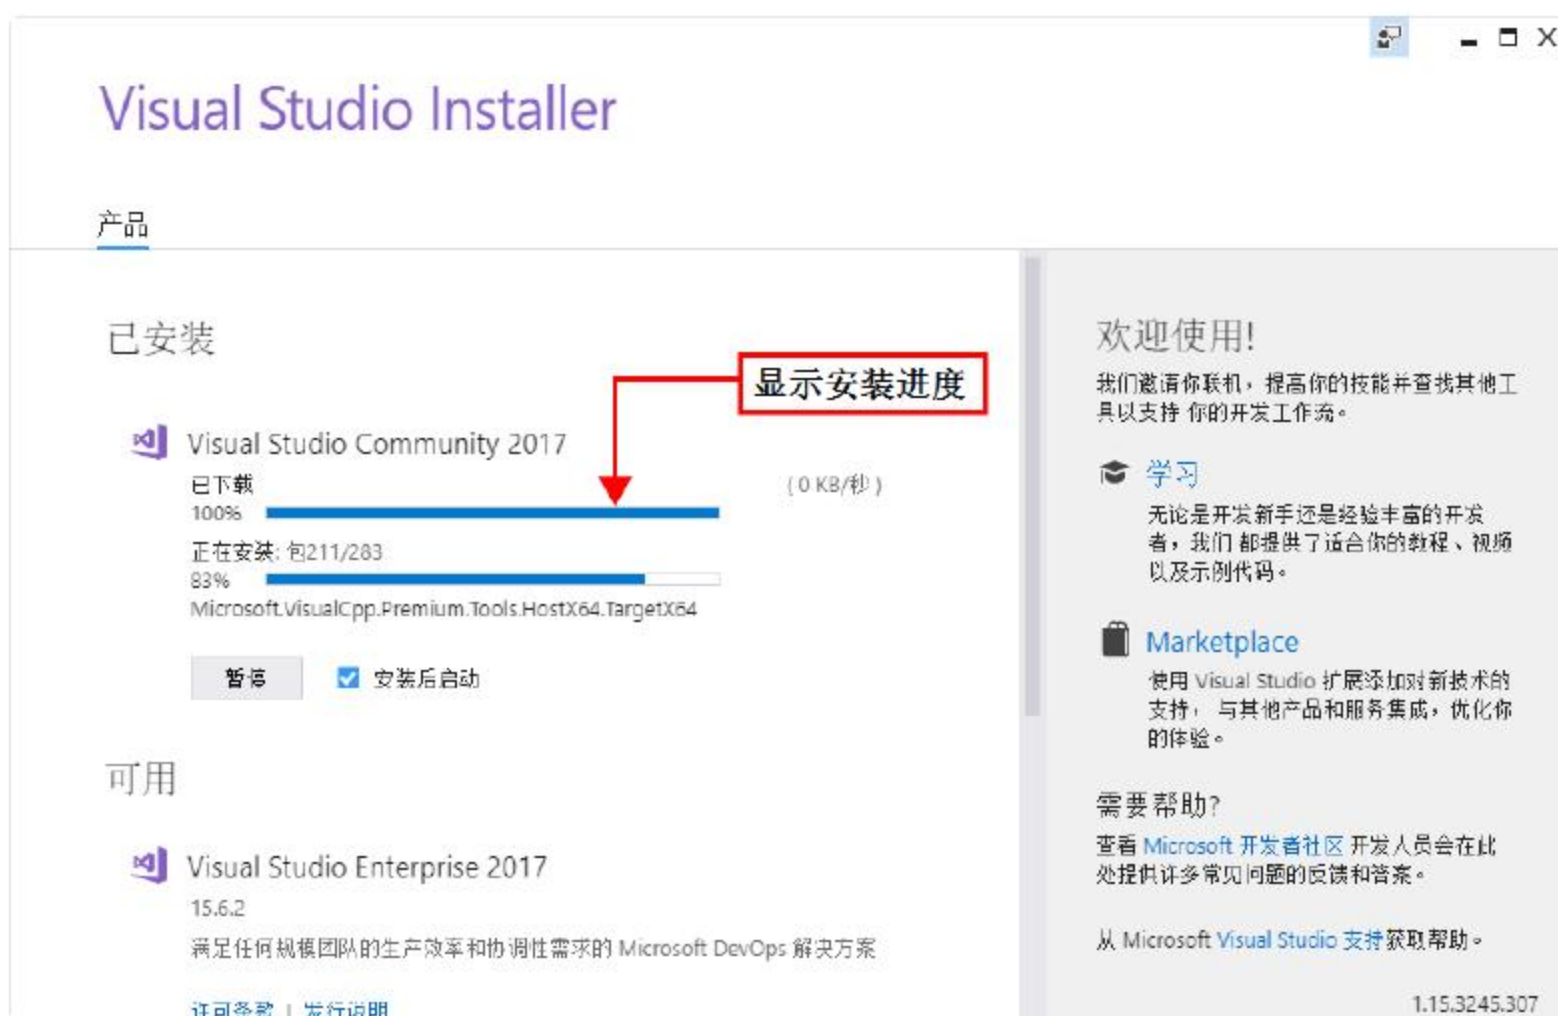 Visual Studio Installer
产品
已安装
显示安装进度
Visual Studio Community 2017
已下载
(0 KB/秒)
100%
正在安装: 包211/283
83%
Microsoft.VisualCpp.Premium.Tools.HostX64.TargetX64
暂停
安装后启动
可用
Visual Studio Enterprise 2017
15.6.2
满足任何规模团队的生产效率和协调性需求的 Microsoft DevOps 解决方案
许可条款 | 发行说明
欢迎使用!
我们邀请你联机，提高你的技能并查找其他工
具以支持 你的开发工作流。
学习
无论是开发新手还是经验丰富的开发
者，我们 都提供了适合你的教程、视频
以及示例代码。
Marketplace
使用 Visual Studio 扩展添加对新技术的
支持， 与其他产品和服务集成，优化你
的体验。
需要帮助?
查看 Microsoft 开发者社区 开发人员会在此
处提供许多常见问题的反馈和答案。
从 Microsoft Visual Studio 支持获取帮助。
1.15.3245.307